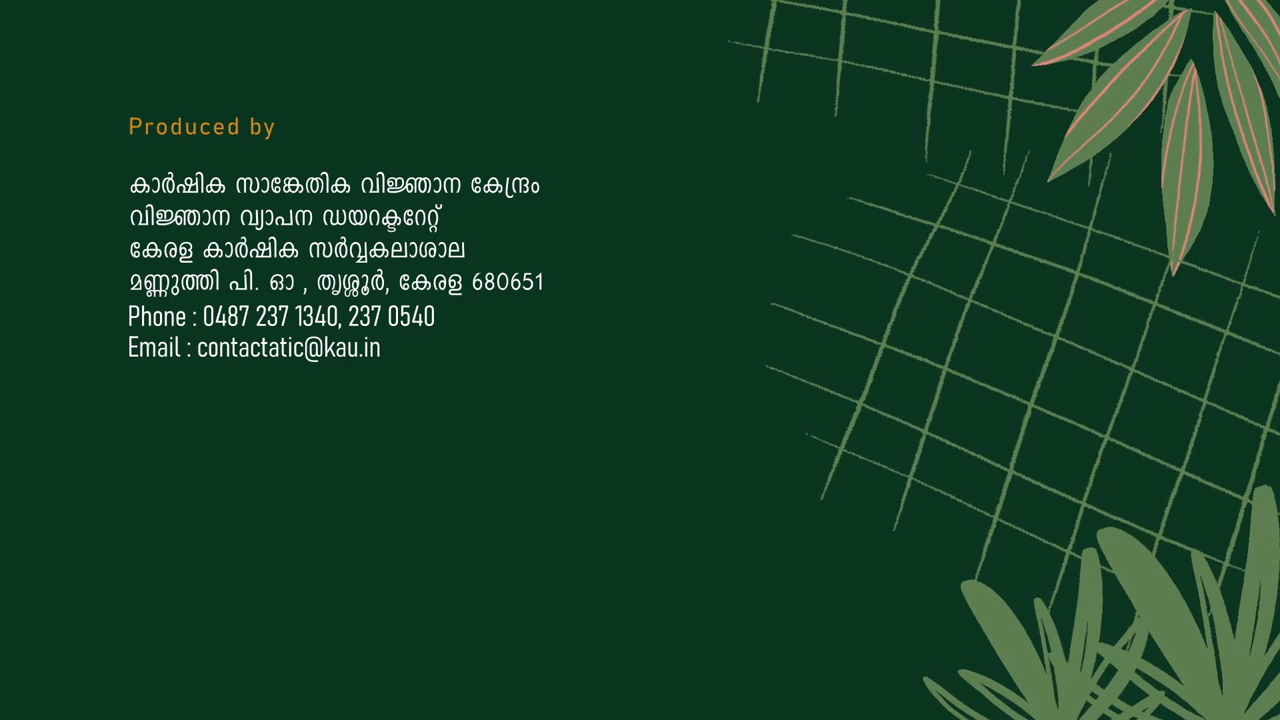 Produced by
കാർഷിക സാങ്കേതിക വിജ്ഞാന കേന്ദ്രം
വിജ്ഞാന വ്യാപന ഡയറക്ടറേറ്റ്
കേരള കാർഷിക സർവ്വകലാശാല
മണ്ണുത്തി പി. ഓ , തൃശ്ശൂർ, കേരള 680651
Phone : 0487 237 1340, 237 0540
Email : contactatic@kau.in